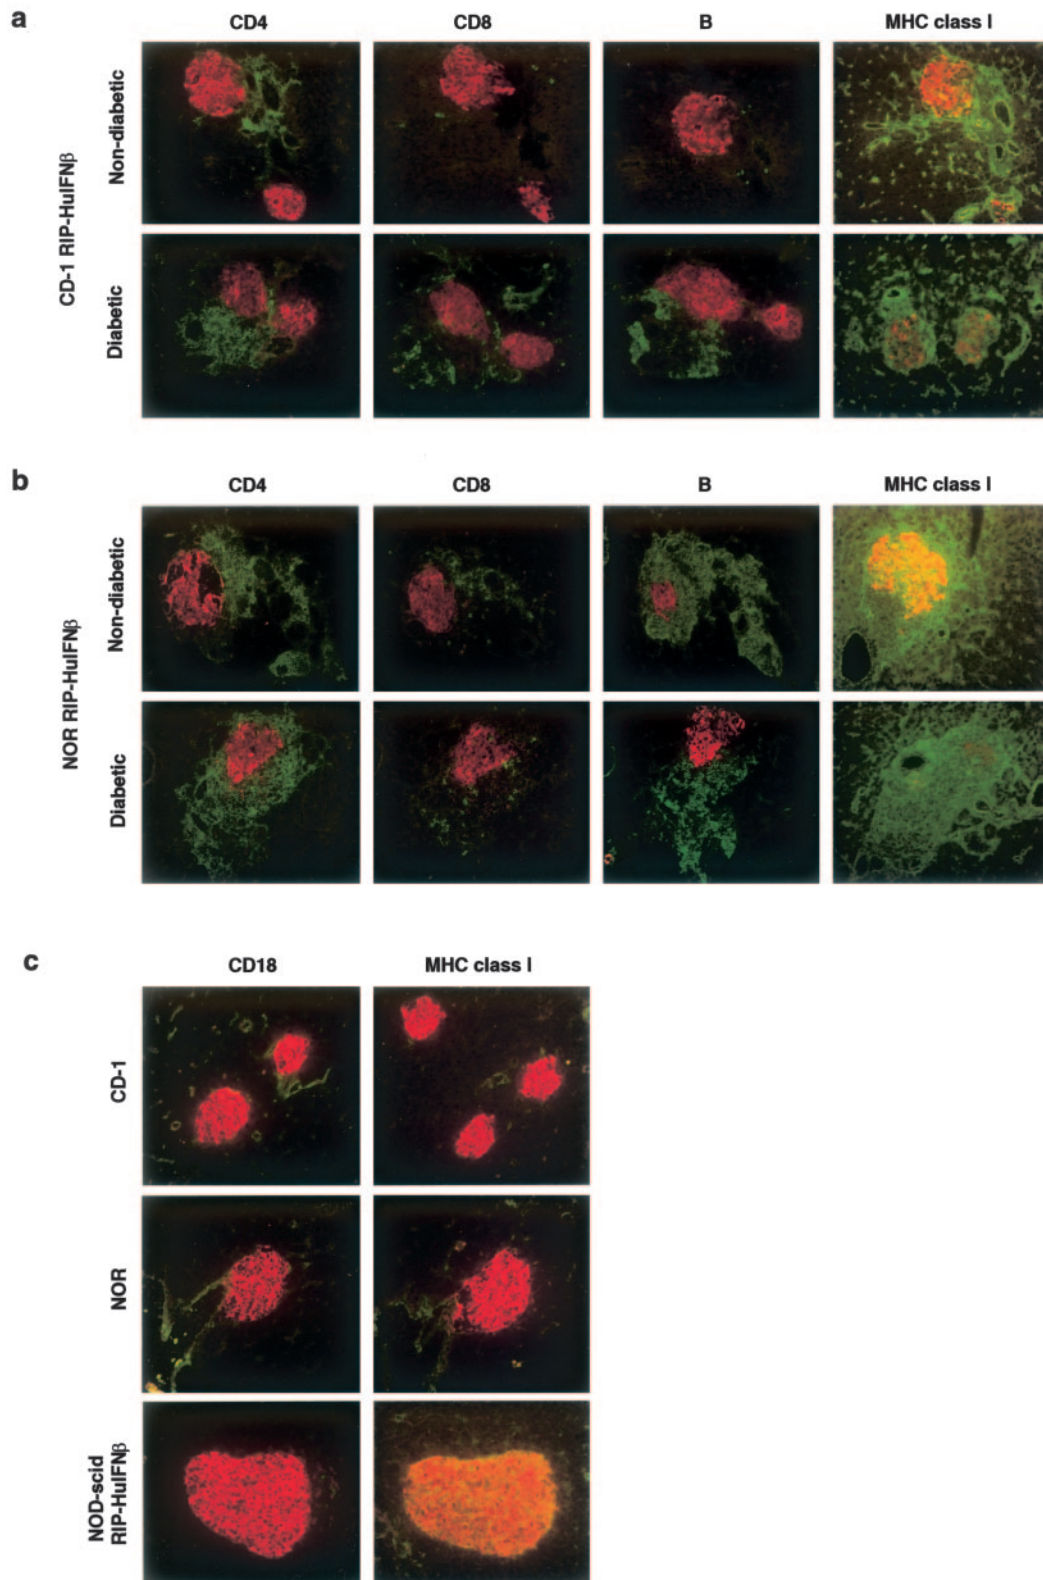 a
CD4 CD8 B MHC class I
CD-1 RIP-HuIFNβ
Non-diabetic
Diabetic
b
CD4 CD8 B MHC class I
NOR RIP-HuIFNβ
Non-diabetic
Diabetic
c
CD18 MHC class I
CD-1
NOR
NOD-scid
RIP-HuIFNβ